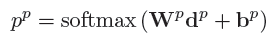 p^p = softmax (W^p d^p + b^p)